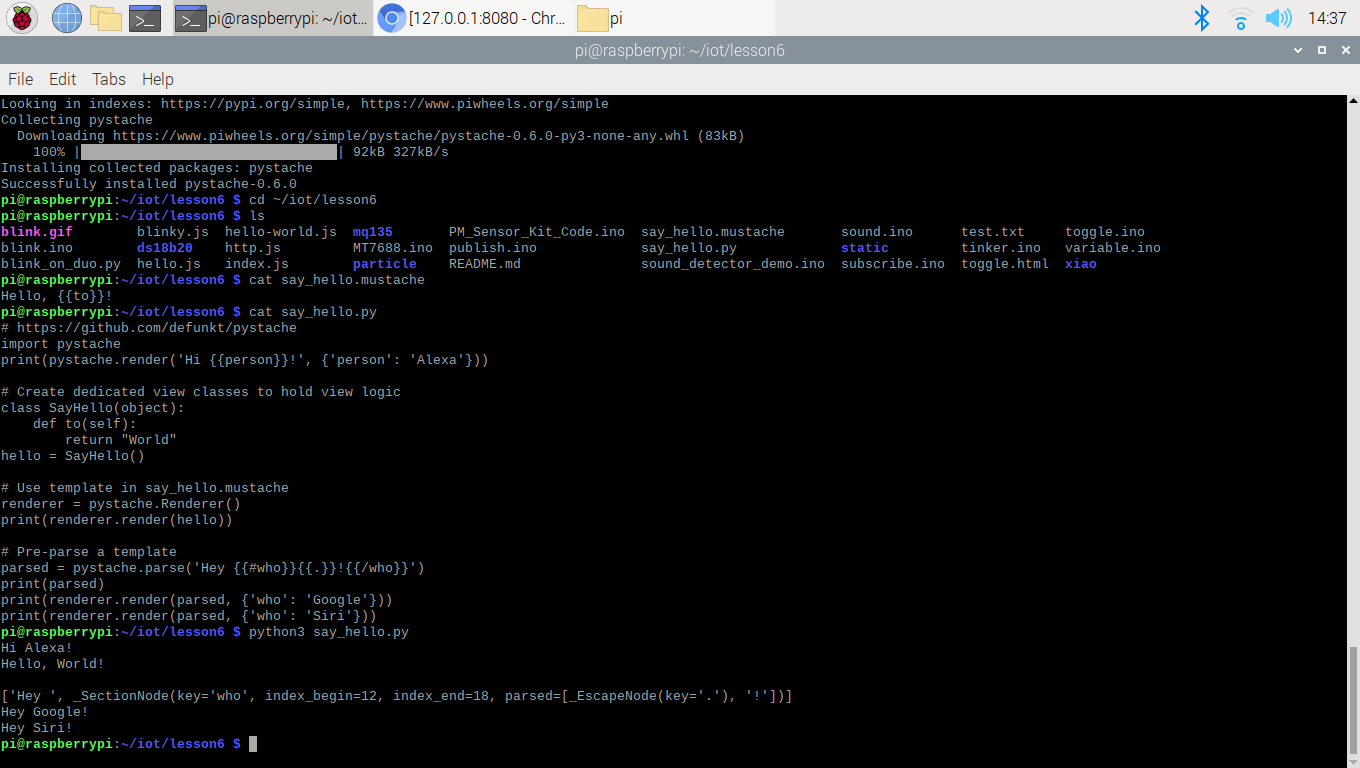 pi@raspberrypi: ~/iot... [127.0.0.1:8080 - Chr... pi 14:37
pi@raspberrypi: ~/iot/lesson6
File Edit Tabs Help
Looking in indexes: https://pypi.org/simple, https://www.piwheels.org/simple
Collecting pystache
  Downloading https://www.piwheels.org/simple/pystache/pystache-0.6.0-py3-none-any.whl (83kB)
    100% |                                | 92kB 327kB/s
Installing collected packages: pystache
Successfully installed pystache-0.6.0
pi@raspberrypi:~/iot/lesson6 $ cd ~/iot/lesson6
pi@raspberrypi:~/iot/lesson6 $ ls
blink.gif        blinky.js  hello-world.js  mq135       PM_Sensor_Kit_Code.ino  say_hello.mustache       sound.ino      test.txt     toggle.ino
blink.ino        ds18b20    http.js         MT7688.ino  publish.ino             say_hello.py             static         tinker.ino   variable.ino
blink_on_duo.py  hello.js   index.js        particle    README.md               sound_detector_demo.ino  subscribe.ino  toggle.html  xiao
pi@raspberrypi:~/iot/lesson6 $ cat say_hello.mustache
Hello, {{to}}!
pi@raspberrypi:~/iot/lesson6 $ cat say_hello.py
# https://github.com/defunkt/pystache
import pystache
print(pystache.render('Hi {{person}}!', {'person': 'Alexa'}))

# Create dedicated view classes to hold view logic
class SayHello(object):
    def to(self):
        return "World"
hello = SayHello()

# Use template in say_hello.mustache
renderer = pystache.Renderer()
print(renderer.render(hello))

# Pre-parse a template
parsed = pystache.parse('Hey {{#who}}{{.}}!{{/who}}')
print(parsed)
print(renderer.render(parsed, {'who': 'Google'}))
print(renderer.render(parsed, {'who': 'Siri'}))
pi@raspberrypi:~/iot/lesson6 $ python3 say_hello.py
Hi Alexa!
Hello, World!

['Hey ', _SectionNode(key='who', index_begin=12, index_end=18, parsed=[_EscapeNode(key='.'), '!'])]
Hey Google!
Hey Siri!
pi@raspberrypi:~/iot/lesson6 $